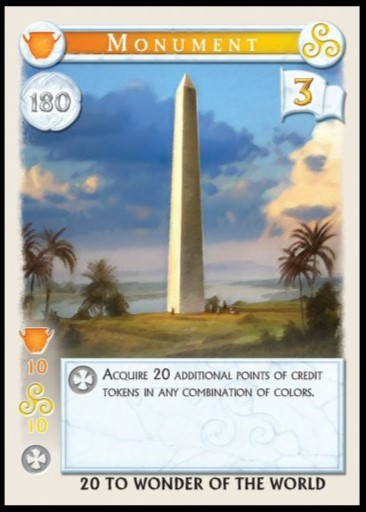 MONUMENT
180
3
10
10
ACQUIRE 20 ADDITIONAL POINTS OF CREDIT
TOKENS IN ANY COMBINATION OF COLORS.
20 TO WONDER OF THE WORLD